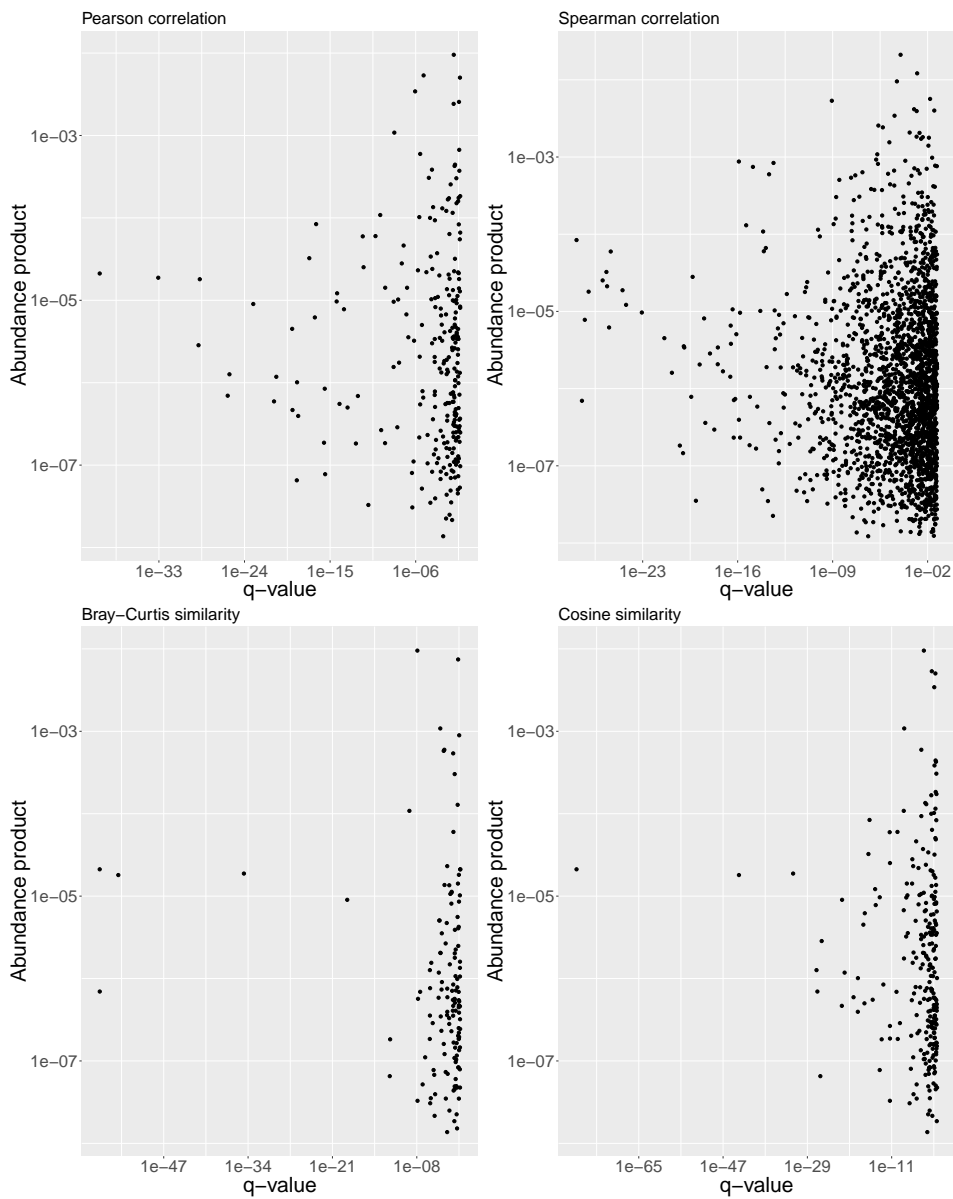 Pearson correlation
Abundance product
1e−03
1e−05
1e−07
1e−33 1e−24 1e−15 1e−06
q−value
Spearman correlation
Abundance product
1e−03
1e−05
1e−07
1e−23 1e−16 1e−09 1e−02
q−value
Bray−Curtis similarity
Abundance product
1e−03
1e−05
1e−07
1e−47 1e−34 1e−21 1e−08
q−value
Cosine similarity
Abundance product
1e−03
1e−05
1e−07
1e−65 1e−47 1e−29 1e−11
q−value